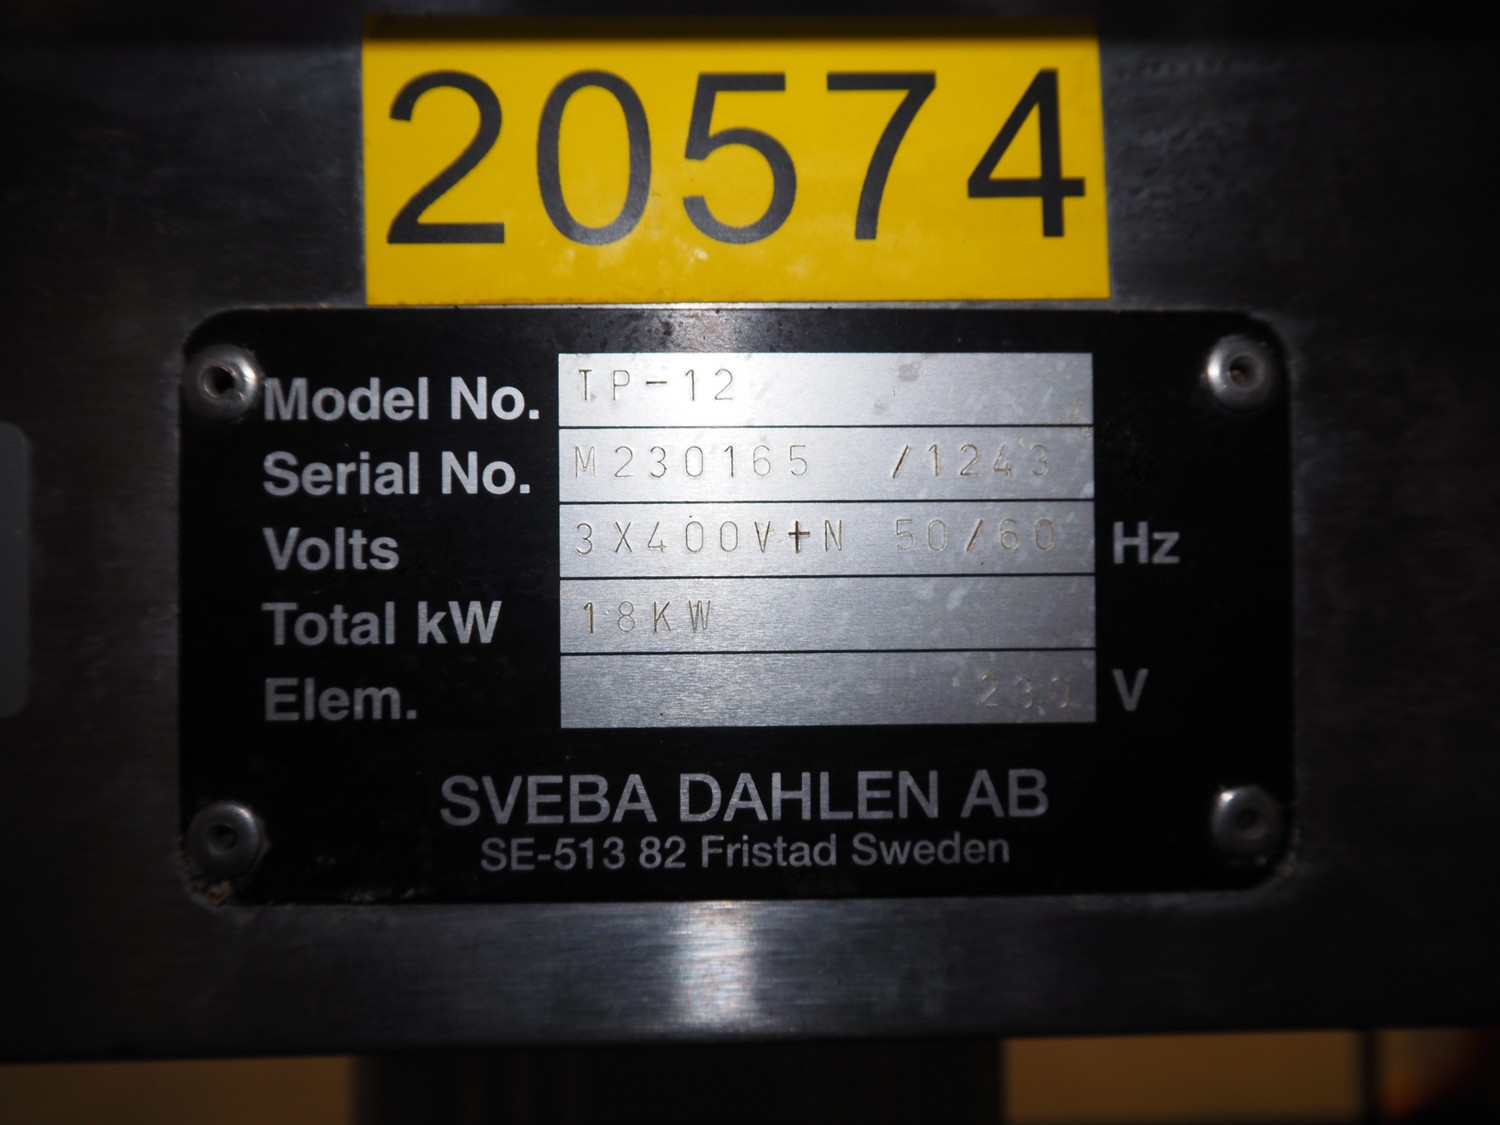 20574
Model No. TP-12
Serial No. M230165 /1243
Volts 3X400V+N 50/60 Hz
Total kW 18KW
Elem. 230 V
SVEBA DAHLEN AB
SE-513 82 Fristad Sweden